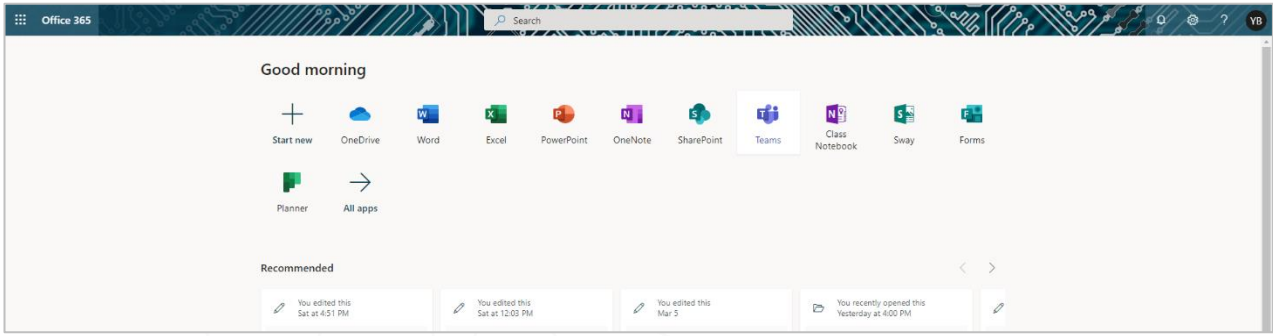 Office 365
Search
?
YB
Good morning
Start new
OneDrive
Word
Excel
PowerPoint
OneNote
SharePoint
Teams
Class
Notebook
Sway
Forms
Planner
All apps
Recommended
You edited this
Sat at 4:51 PM
You edited this
Sat at 12:03 PM
You edited this
Mar 5
You recently opened this
Yesterday at 4:00 PM